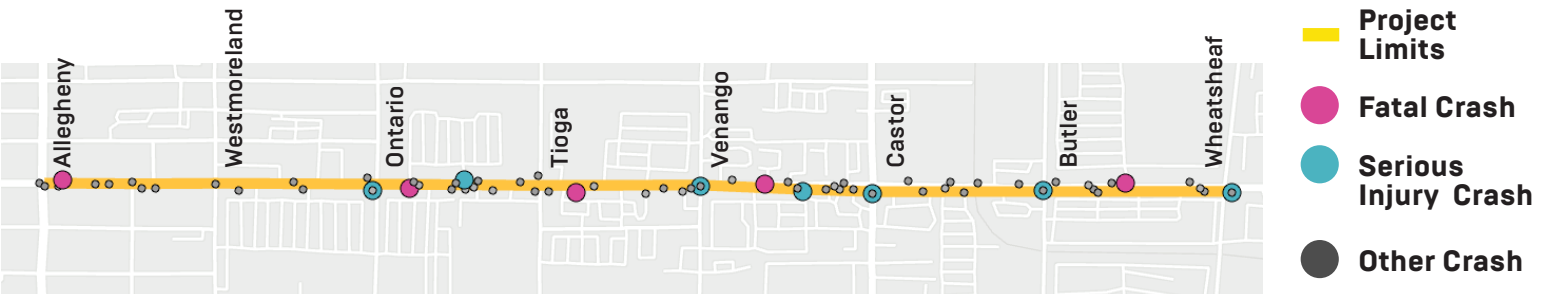 Allegheny
Westmoreland
Ontario
Tioga
Venango
Castor
Butler
Wheatsheaf
Project
Limits
Fatal Crash
Serious
Injury Crash
Other Crash